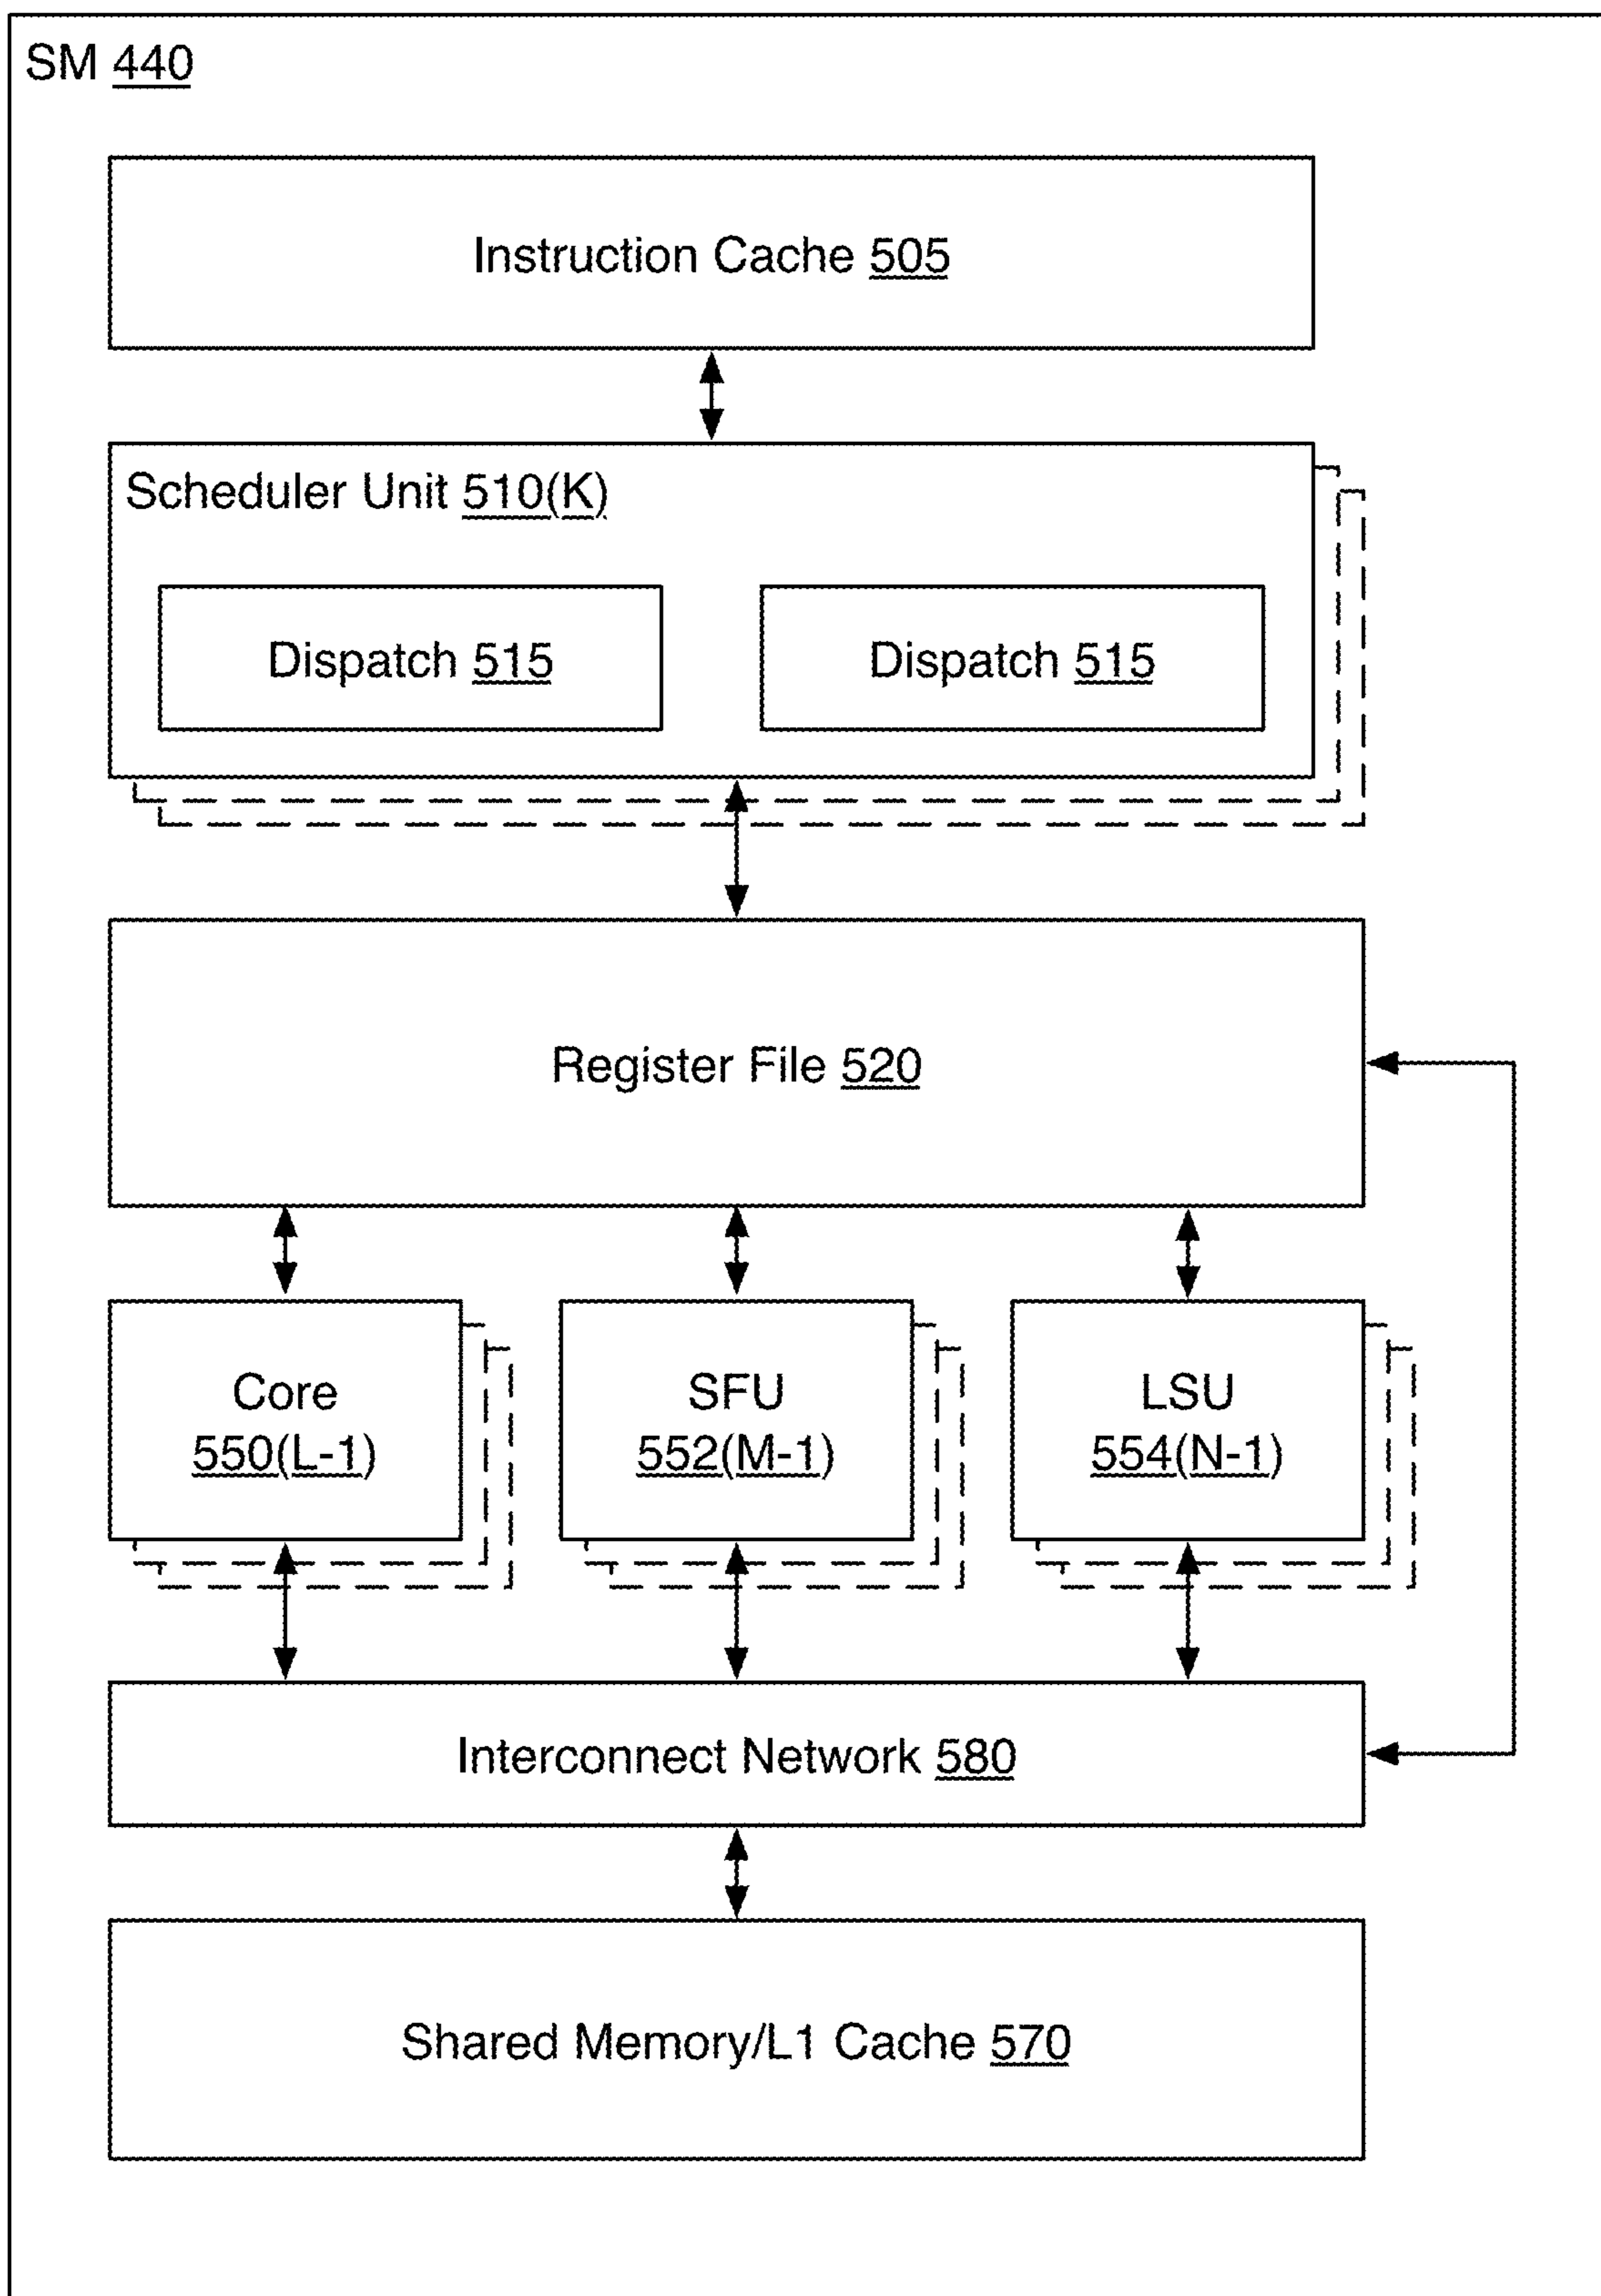 SM 440
Instruction Cache 505
Scheduler Unit 510(K)
Dispatch 515
Dispatch 515
Register File 520
Core
550(L-1)
SFU
552(M-1)
LSU
554(N-1)
Interconnect Network 580
Shared Memory/L1 Cache 570